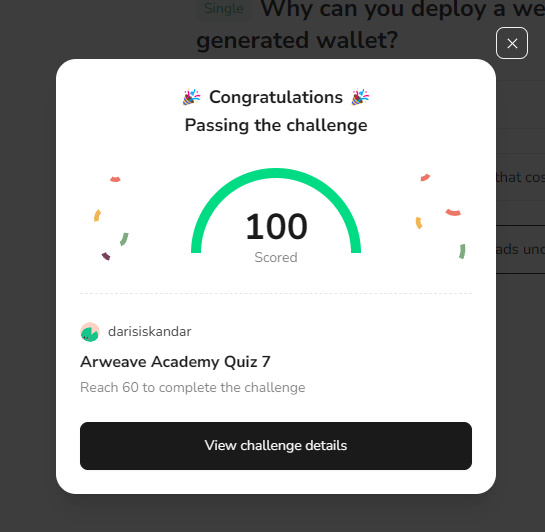 Single Why can you deploy a we
generated wallet?
Congratulations
Passing the challenge
that cos
100
ads und
Scored
darisiskandar
Arweave Academy Quiz 7
Reach 60 to complete the challenge
View challenge details